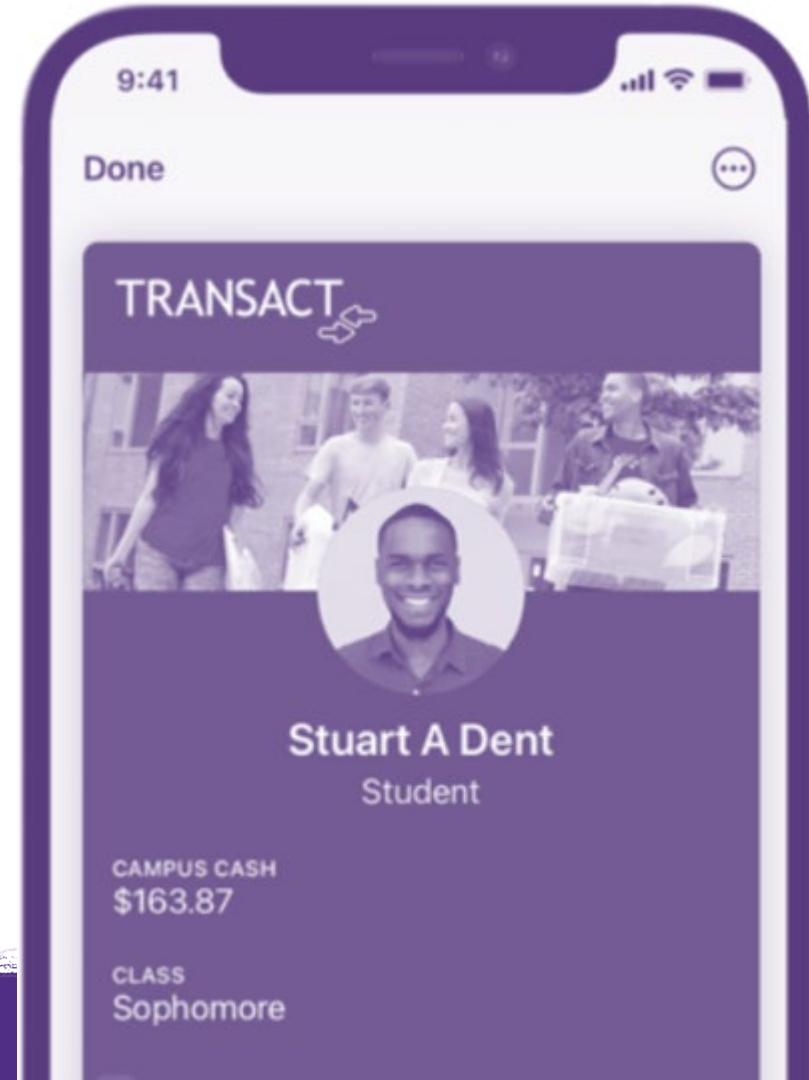 9:41
Done
TRANSACT
Stuart A Dent
Student
CAMPUS CASH
$163.87
CLASS
Sophomore